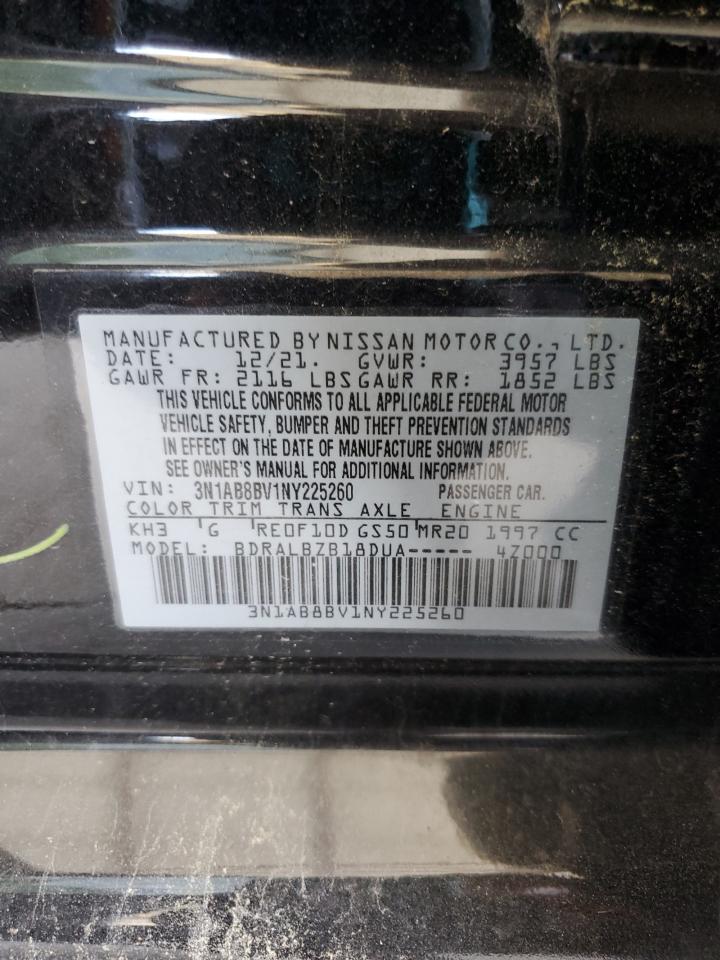 MANUFACTURED BY NISSAN MOTOR CO., LTD.
DATE: 12/21. GVWR: 3957 LBS
GAWR FR: 2116 LBS GAWR RR: 1852 LBS
THIS VEHICLE CONFORMS TO ALL APPLICABLE FEDERAL MOTOR
VEHICLE SAFETY, BUMPER AND THEFT PREVENTION STANDARDS
IN EFFECT ON THE DATE OF MANUFACTURE SHOWN ABOVE.
SEE OWNER'S MANUAL FOR ADDITIONAL INFORMATION.
VIN: 3N1AB8BV1NY225260 PASSENGER CAR.
COLOR TRIM TRANS AXLE ENGINE
KH3 G RE0F10D GS50 MR20 1997 CC
MODEL: BDRALBZB18DUA----- 4Z000
3N1AB8BV1NY225260